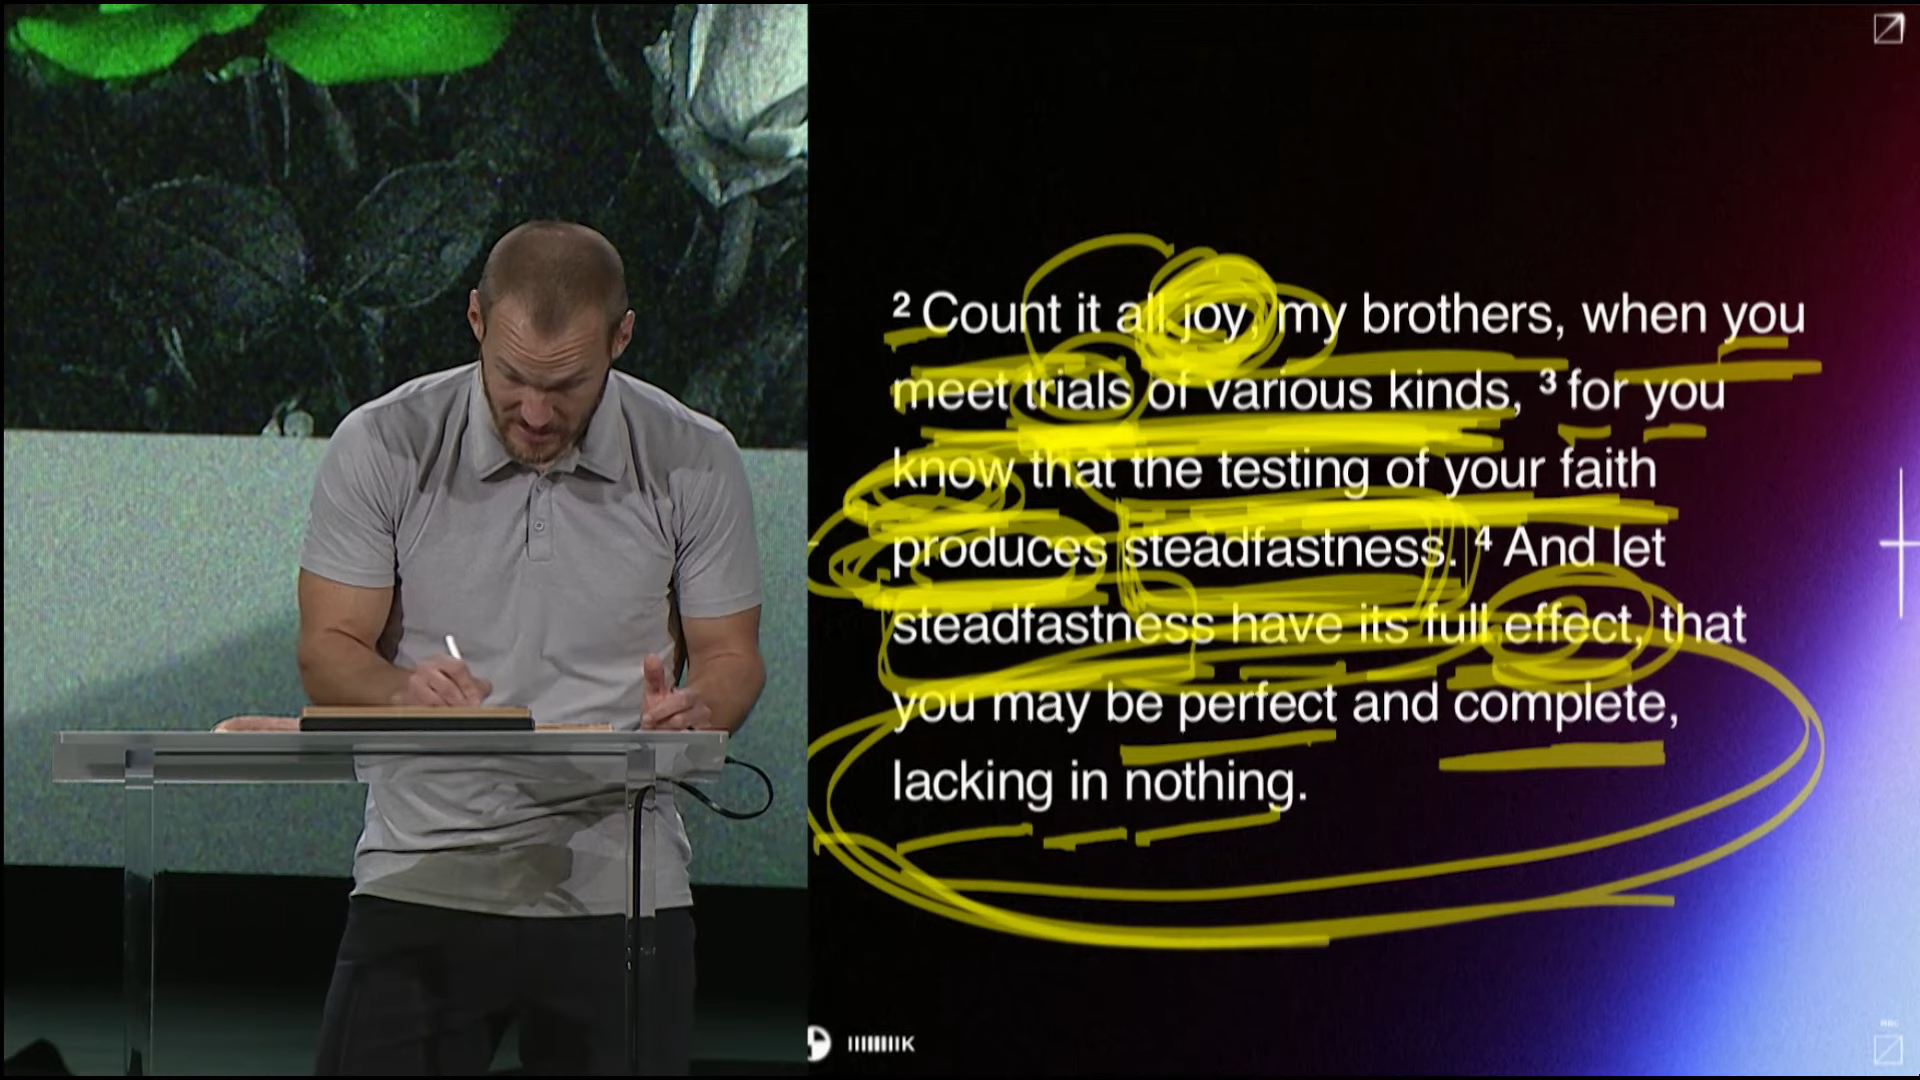 ² Count it all joy, my brothers, when you
meet trials of various kinds, ³ for you
know that the testing of your faith
produces steadfastness. ⁴ And let
steadfastness have its full effect, that
you may be perfect and complete,
lacking in nothing.